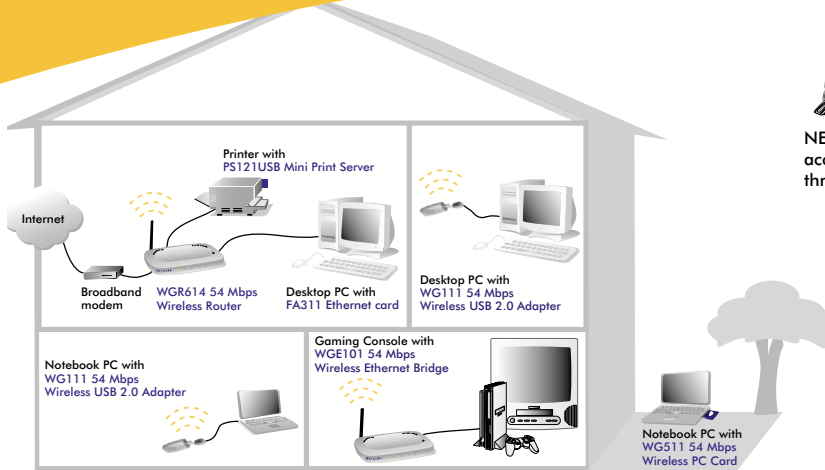 Printer with
PS121USB Mini Print Server
Internet
Broadband
modem
WGR614 54 Mbps
Wireless Router
Desktop PC with
FA311 Ethernet card
Desktop PC with
WG111 54 Mbps
Wireless USB 2.0 Adapter
Notebook PC with
WG111 54 Mbps
Wireless USB 2.0 Adapter
Gaming Console with
WGE101 54 Mbps
Wireless Ethernet Bridge
Notebook PC with
WG511 54 Mbps
Wireless PC Card
NE
acc
thr